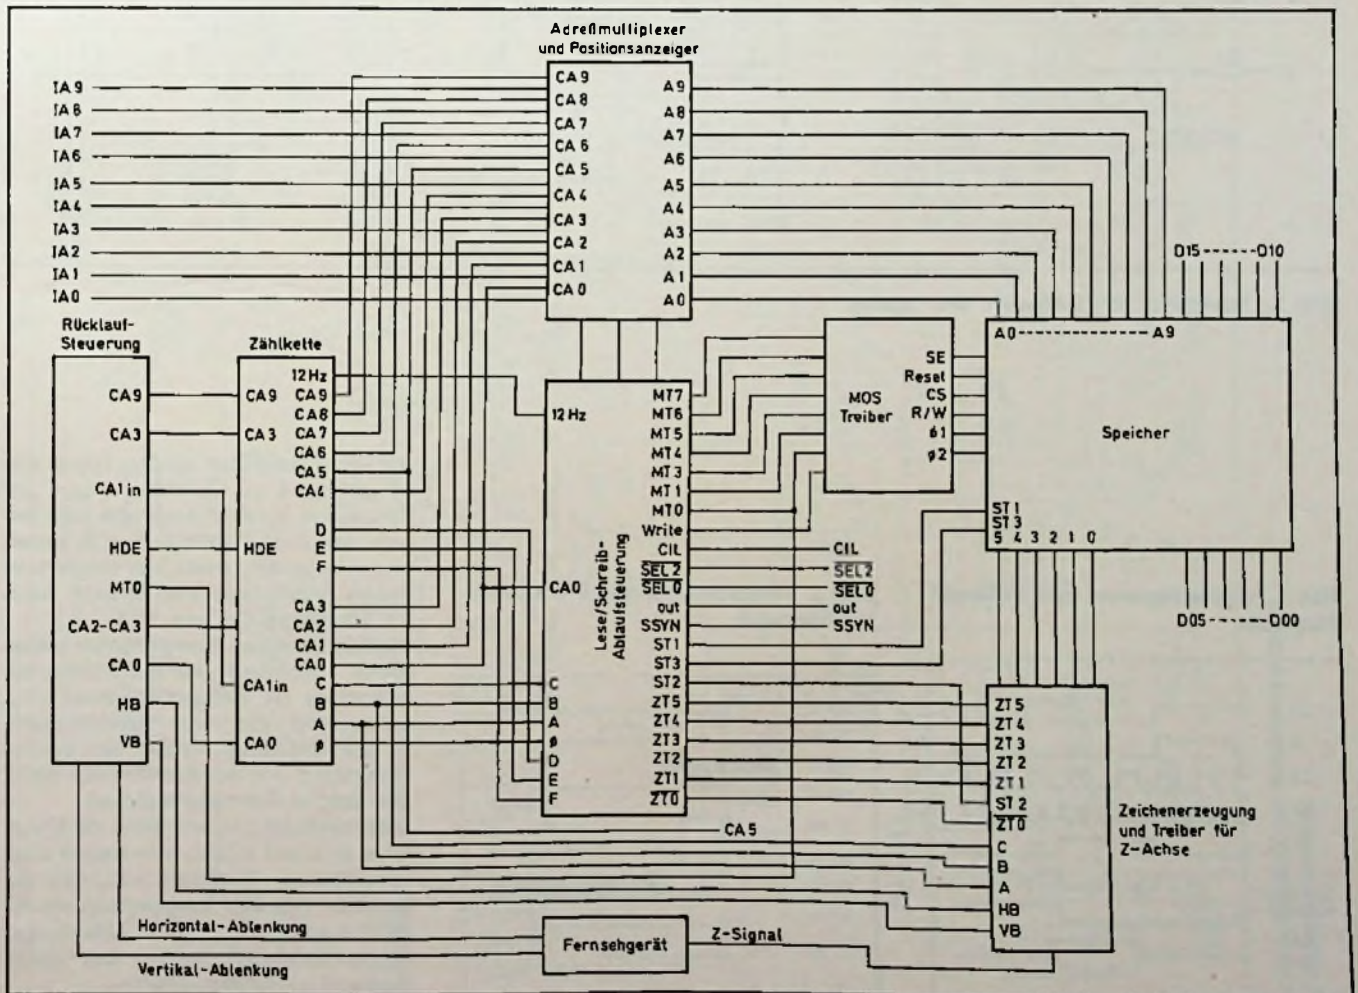 Adreßmultiplexer
und Positionsanzeiger
IA9
IA8
IA7
IA6
IA5
IA4
IA3
IA2
IA1
IA0
CA9
CA8
CA7
CA6
CA5
CA4
CA3
CA2
CA1
CA0
A9
A8
A7
A6
A5
A4
A3
A2
A1
A0
D15------D10
Rücklauf-
Steuerung
CA9
CA3
CA1in
HDE
MT0
CA2-CA3
CA0
HB
VB
Zählkette
CA9
CA3
HDE
CA1in
CA0
12Hz
CA9
CA8
CA7
CA6
CA5
CA4
D
E
F
CA3
CA2
CA1
CA0
C
B
A
ø
12Hz
CA0
C
B
A
ø
D
E
F
Lese/Schreib-
Ablaufsteuerung
MT7
MT6
MT5
MT4
MT3
MT1
MT0
Write
CIL
SEL2
SEL0
out
SSYN
ST1
ST3
ST2
ZT5
ZT4
ZT3
ZT2
ZT1
ZT0
CIL
SEL2
SEL0
out
SSYN
MOS
Treiber
SE
Reset
CS
R/W
ø1
ø2
A0--------------A9
Speicher
ST1
ST3
5 4 3 2 1 0
D05------D00
ZT5
ZT4
ZT3
ZT2
ZT1
ST2
ZT0
C
B
A
HB
VB
Zeichenerzeugung
und Treiber für
Z-Achse
CA5
Horizontal-Ablenkung
Vertikal-Ablenkung
Fernsehgerät
Z-Signal